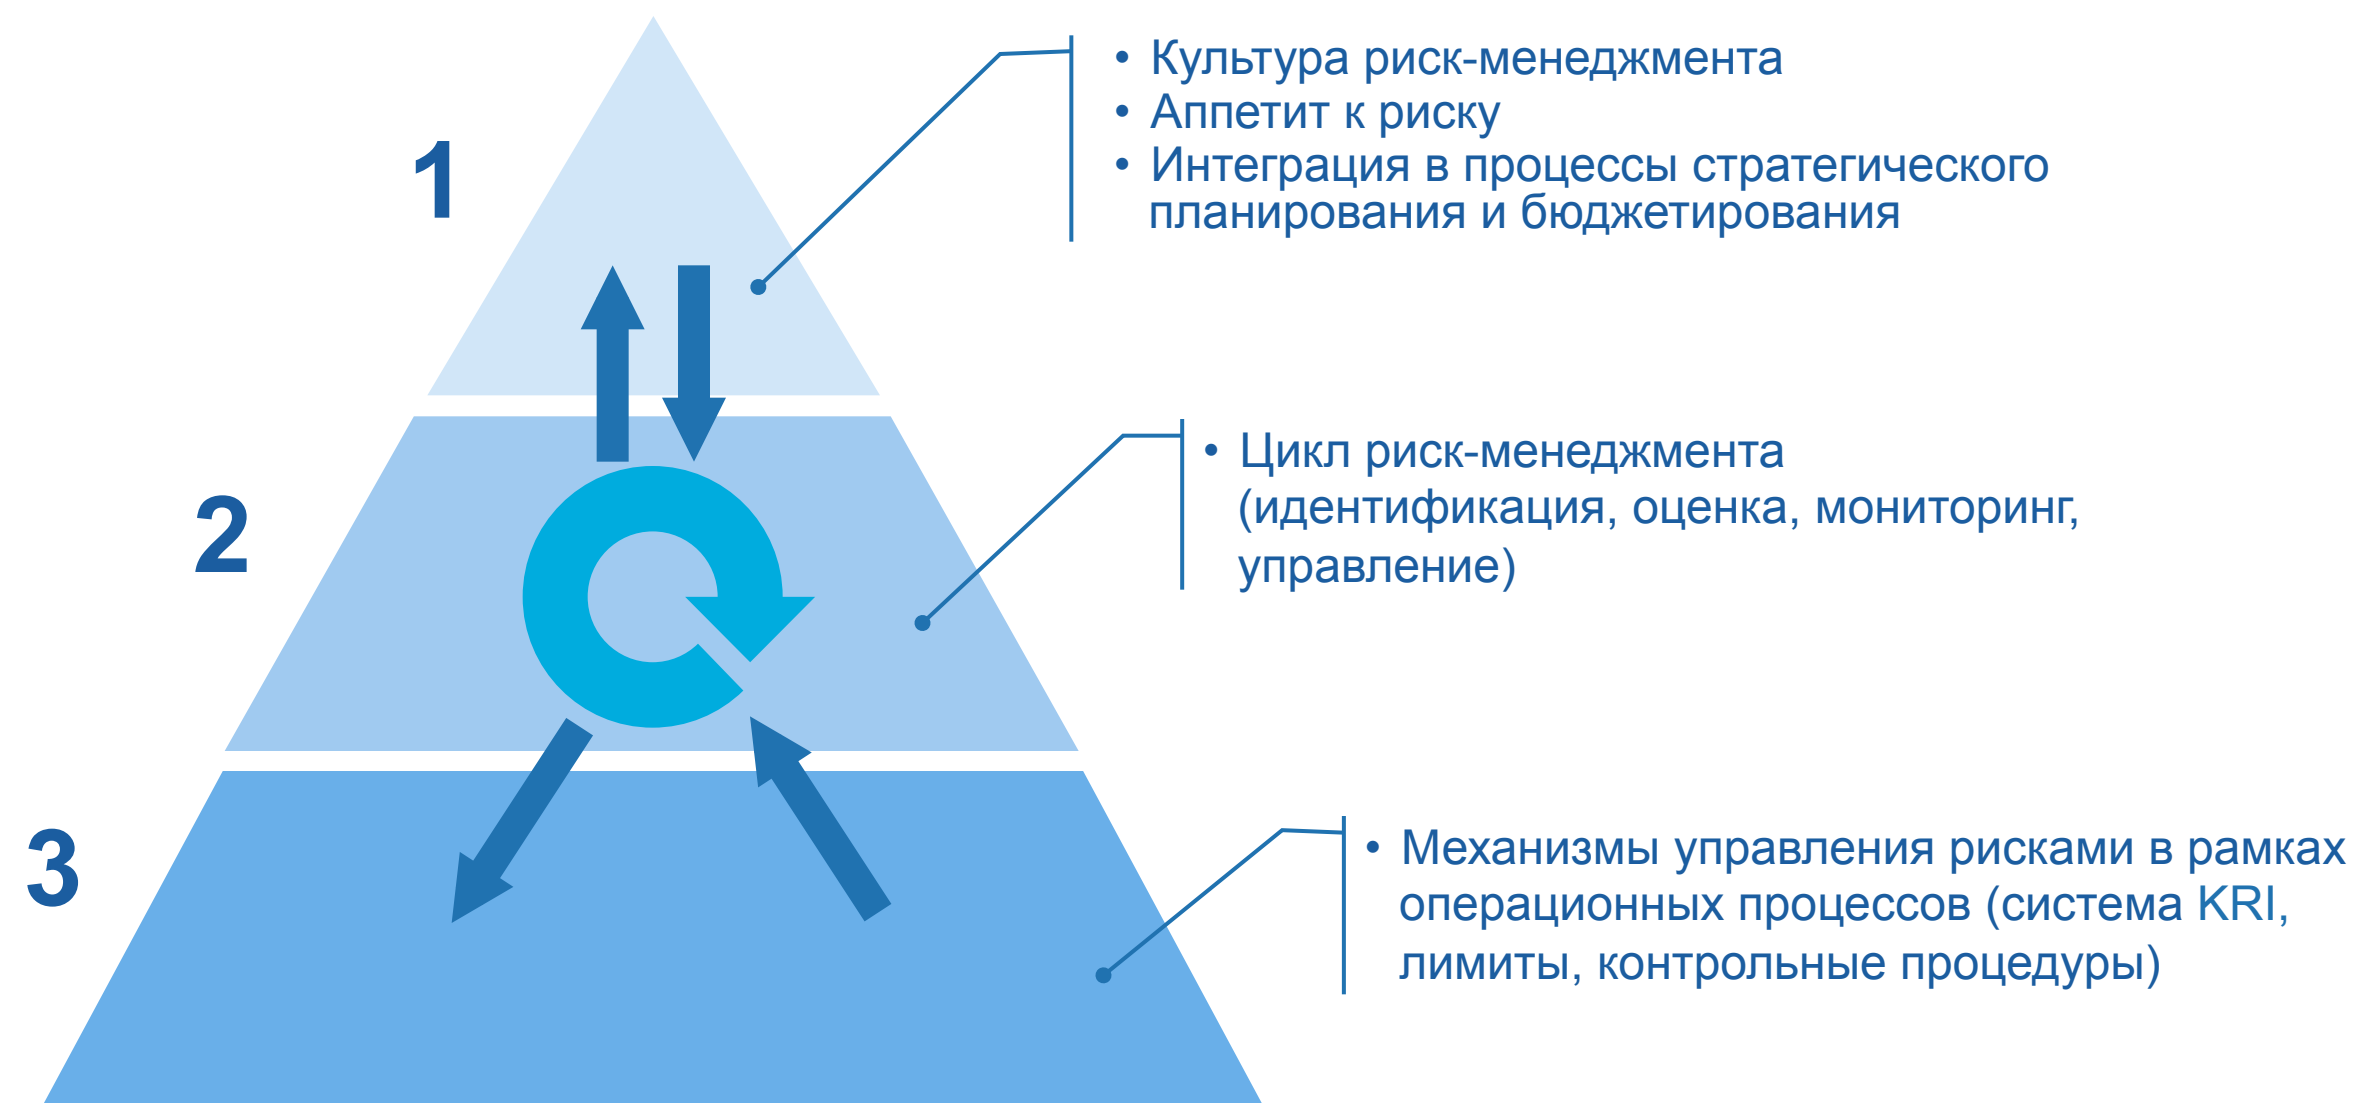 1
• Культура риск-менеджмента
• Аппетит к риску
• Интеграция в процессы стратегического
планирования и бюджетирования
2
• Цикл риск-менеджмента
(идентификация, оценка, мониторинг,
управление)
3
• Механизмы управления рисками в рамках
операционных процессов (система KRI,
лимиты, контрольные процедуры)